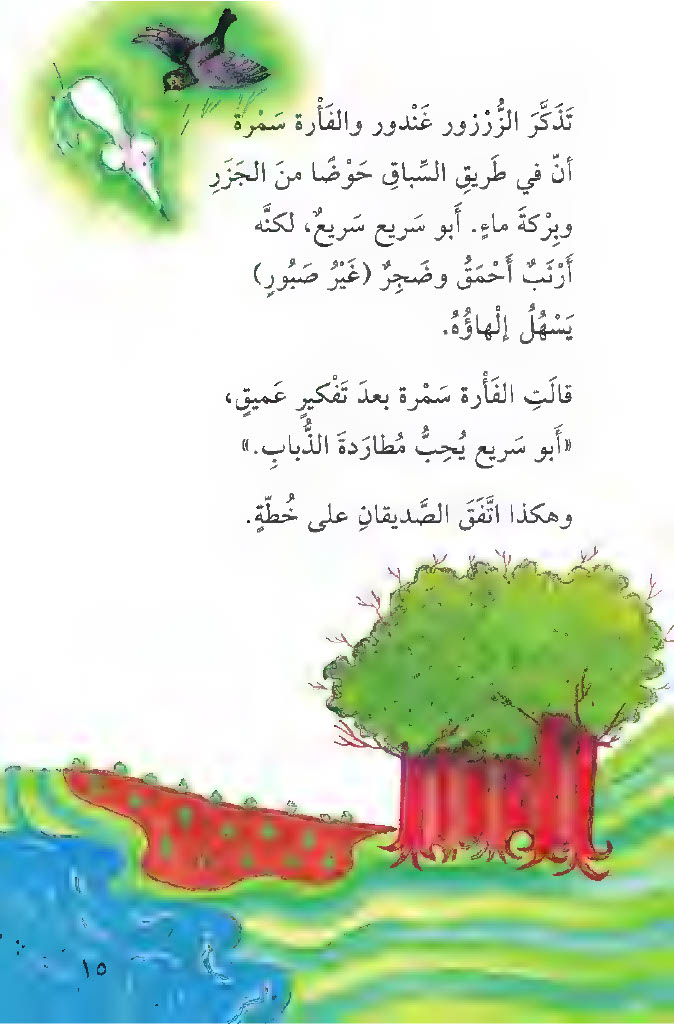 تَذَكَّرَ الزُّرْزور غَنْدور والفَأْرة سَمْرة
أنّ في طَريقِ السِّباقِ حَوْضًا منَ الجَزَرِ
وبِرْكةَ ماءٍ. أَبو سَريع سَريعٌ، لكنَّه
أَرْنَبٌ أَحْمَقُ وضَجِرٌ (غَيْرُ صَبُورٍ)
يَسْهُلُ إلْهاؤُهُ.
قالَتِ الفَأْرة سَمْرة بعدَ تَفْكيرٍ عَميقٍ،
«أَبو سَريع يُحِبُّ مُطارَدةَ الذُّبابِ.»
وهكذا اتَّفَقَ الصَّديقانِ على خُطّةٍ.
١٥